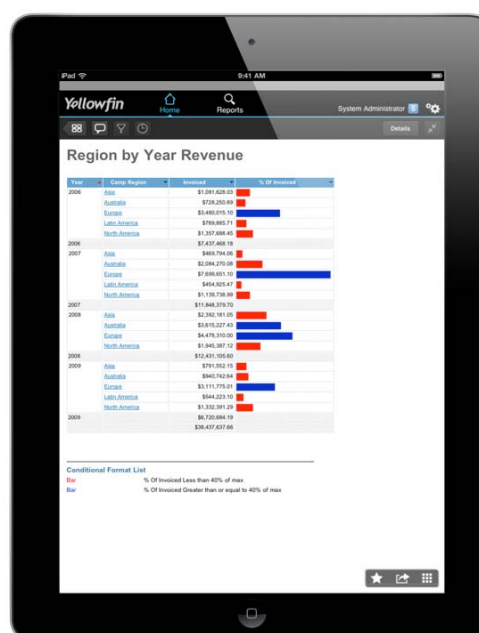 iPad 9:41 AM
Yellowfin Home Reports System Administrator
Details
Region by Year Revenue
Year Camp Region Invoiced % Of Invoiced
2006 Asia $1,081,628.03
Australia $728,250.89
Europe $3,480,015.10
Latin America $789,885.71
North America $1,357,688.45
2006 $7,437,468.18
2007 Asia $469,794.06
Australia $2,084,270.08
Europe $7,699,651.10
Latin America $454,925.47
North America $1,139,738.99
2007 $11,848,379.70
2008 Asia $2,392,181.05
Australia $3,615,227.43
Europe $4,478,310.00
North America $1,945,387.12
2008 $12,431,105.60
2009 Asia $791,552.15
Australia $940,742.64
Europe $3,111,775.01
Latin America $544,223.10
North America $1,332,391.29
2009 $6,720,684.19
$38,437,637.66
Conditional Format List
Bar % Of Invoiced Less than 40% of max
Bar % Of Invoiced Greater than or equal to 40% of max